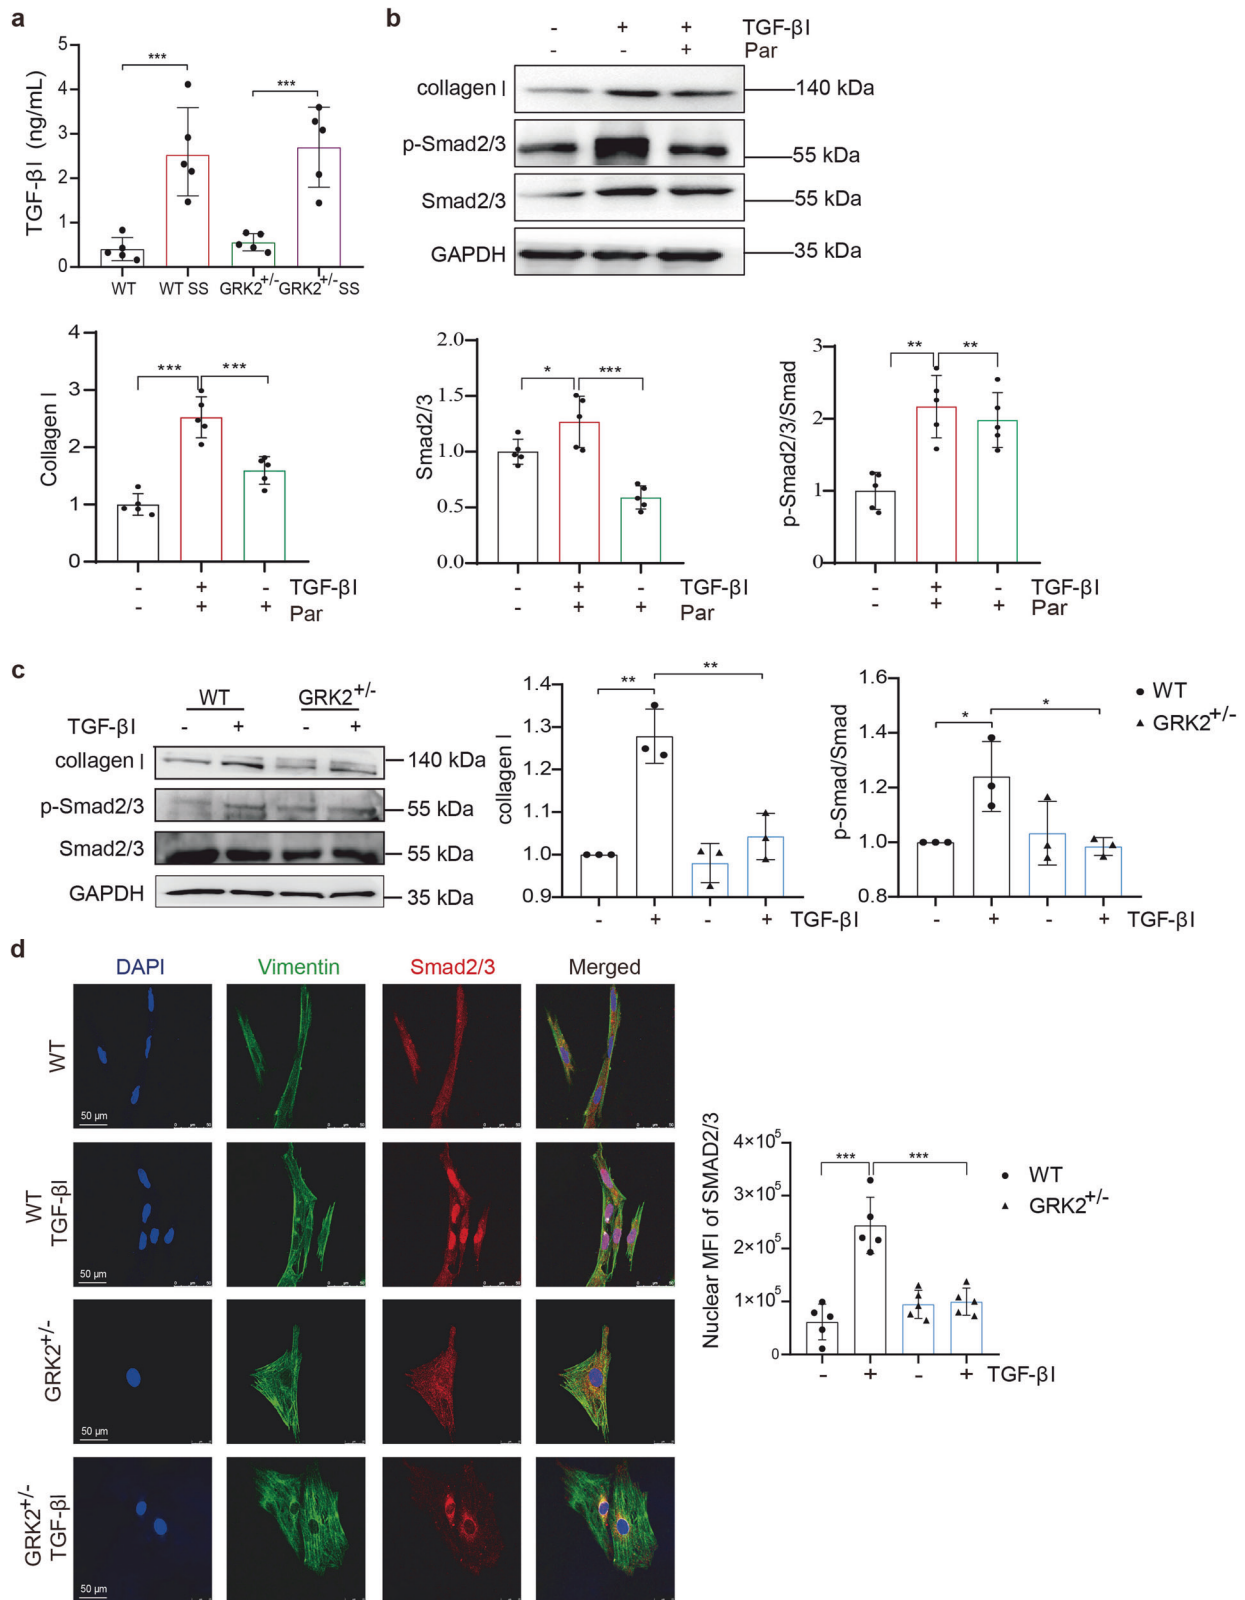 a
TGF-βI (ng/mL)
5
4
3
2
1
0
***
***
WT
WT SS
GRK2+/-
GRK2+/- SS
b
- + + TGF-βI
- - + Par
collagen I
140 kDa
p-Smad2/3
55 kDa
Smad2/3
55 kDa
GAPDH
35 kDa
Collagen I
4
3
2
1
0
*** ***
- + - TGF-βI
- + + Par
Smad2/3
2.0
1.5
1.0
0.5
0.0
* ***
- + - TGF-βI
- + + Par
p-Smad2/3/Smad
3
2
1
0
** **
- + - TGF-βI
- + + Par
c
WT GRK2+/-
TGF-βI - + - +
collagen I
140 kDa
p-Smad2/3
55 kDa
Smad2/3
55 kDa
GAPDH
35 kDa
collagen I
1.4
1.3
1.2
1.1
1.0
0.9
** **
- + - + TGF-βI
p-Smad/Smad
1.6
1.4
1.2
1.0
0.8
* *
- + - + TGF-βI
WT
GRK2+/-
d
DAPI Vimentin Smad2/3 Merged
WT
50 µm
WT
TGF-βI
50 µm
GRK2+/-
50 µm
GRK2+/-
TGF-βI
50 µm
Nuclear MFI of SMAD2/3
4×10⁵
3×10⁵
2×10⁵
1×10⁵
0
*** ***
- + - + TGF-βI
WT
GRK2+/-